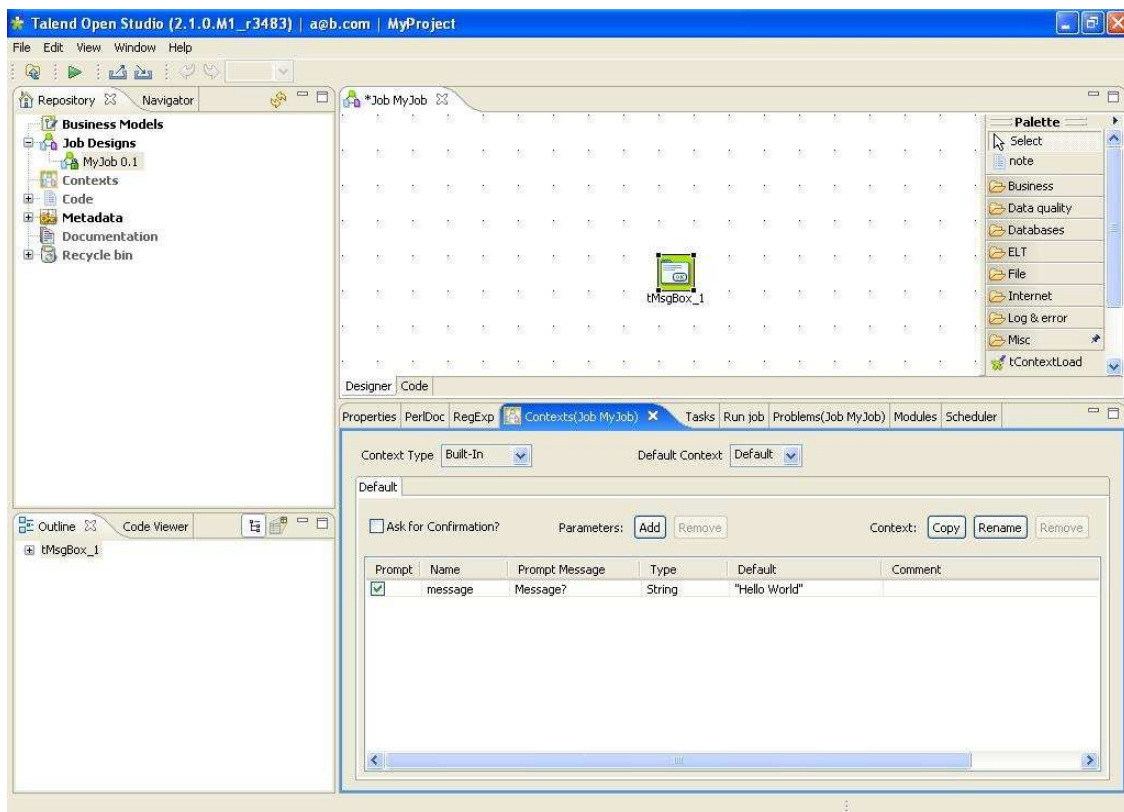 Talend Open Studio (2.1.0.M1_r3483) | a@b.com | MyProject
File Edit View Window Help
Repository Navigator
Business Models
Job Designs
MyJob 0.1
Contexts
Code
Metadata
Documentation
Recycle bin
*Job MyJob
tMsgBox_1
Palette
Select
note
Business
Data quality
Databases
ELT
File
Internet
Log & error
Misc
tContextLoad
Designer Code
Outline Code Viewer
tMsgBox_1
Properties PerlDoc RegExp Contexts(Job MyJob) Tasks Run job Problems(Job MyJob) Modules Scheduler
Context Type Built-In Default Context Default
Default
Ask for Confirmation? Parameters: Add Remove Context: Copy Rename Remove
Prompt Name Prompt Message Type Default Comment
message Message? String "Hello World"